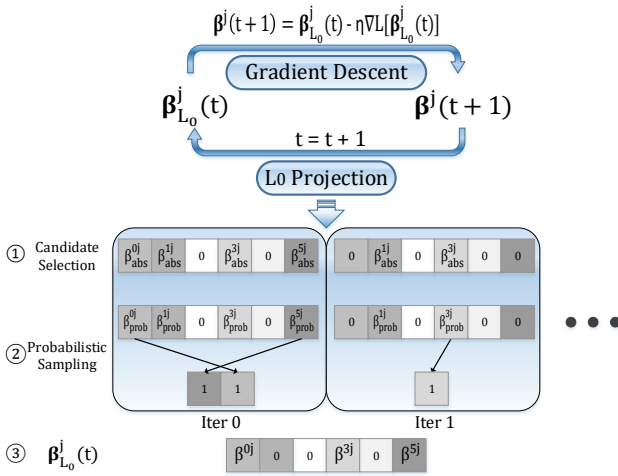 β^j(t+1) = β^j_{L_0}(t) - η∇L[β^j_{L_0}(t)]
Gradient Descent
β^j_{L_0}(t)
β^j(t + 1)
t = t + 1
L0 Projection
① Candidate Selection
β^{0j}_{abs} β^{1j}_{abs} 0 β^{3j}_{abs} 0 β^{5j}_{abs}
0 β^{1j}_{abs} 0 β^{3j}_{abs} 0 0
② Probabilistic Sampling
β^{0j}_{prob} β^{1j}_{prob} 0 β^{3j}_{prob} 0 β^{5j}_{prob}
0 β^{1j}_{prob} 0 β^{3j}_{prob} 0 0
1 1
1
Iter 0
Iter 1
③ β^j_{L_0}(t)
β^{0j} 0 0 β^{3j} 0 β^{5j}